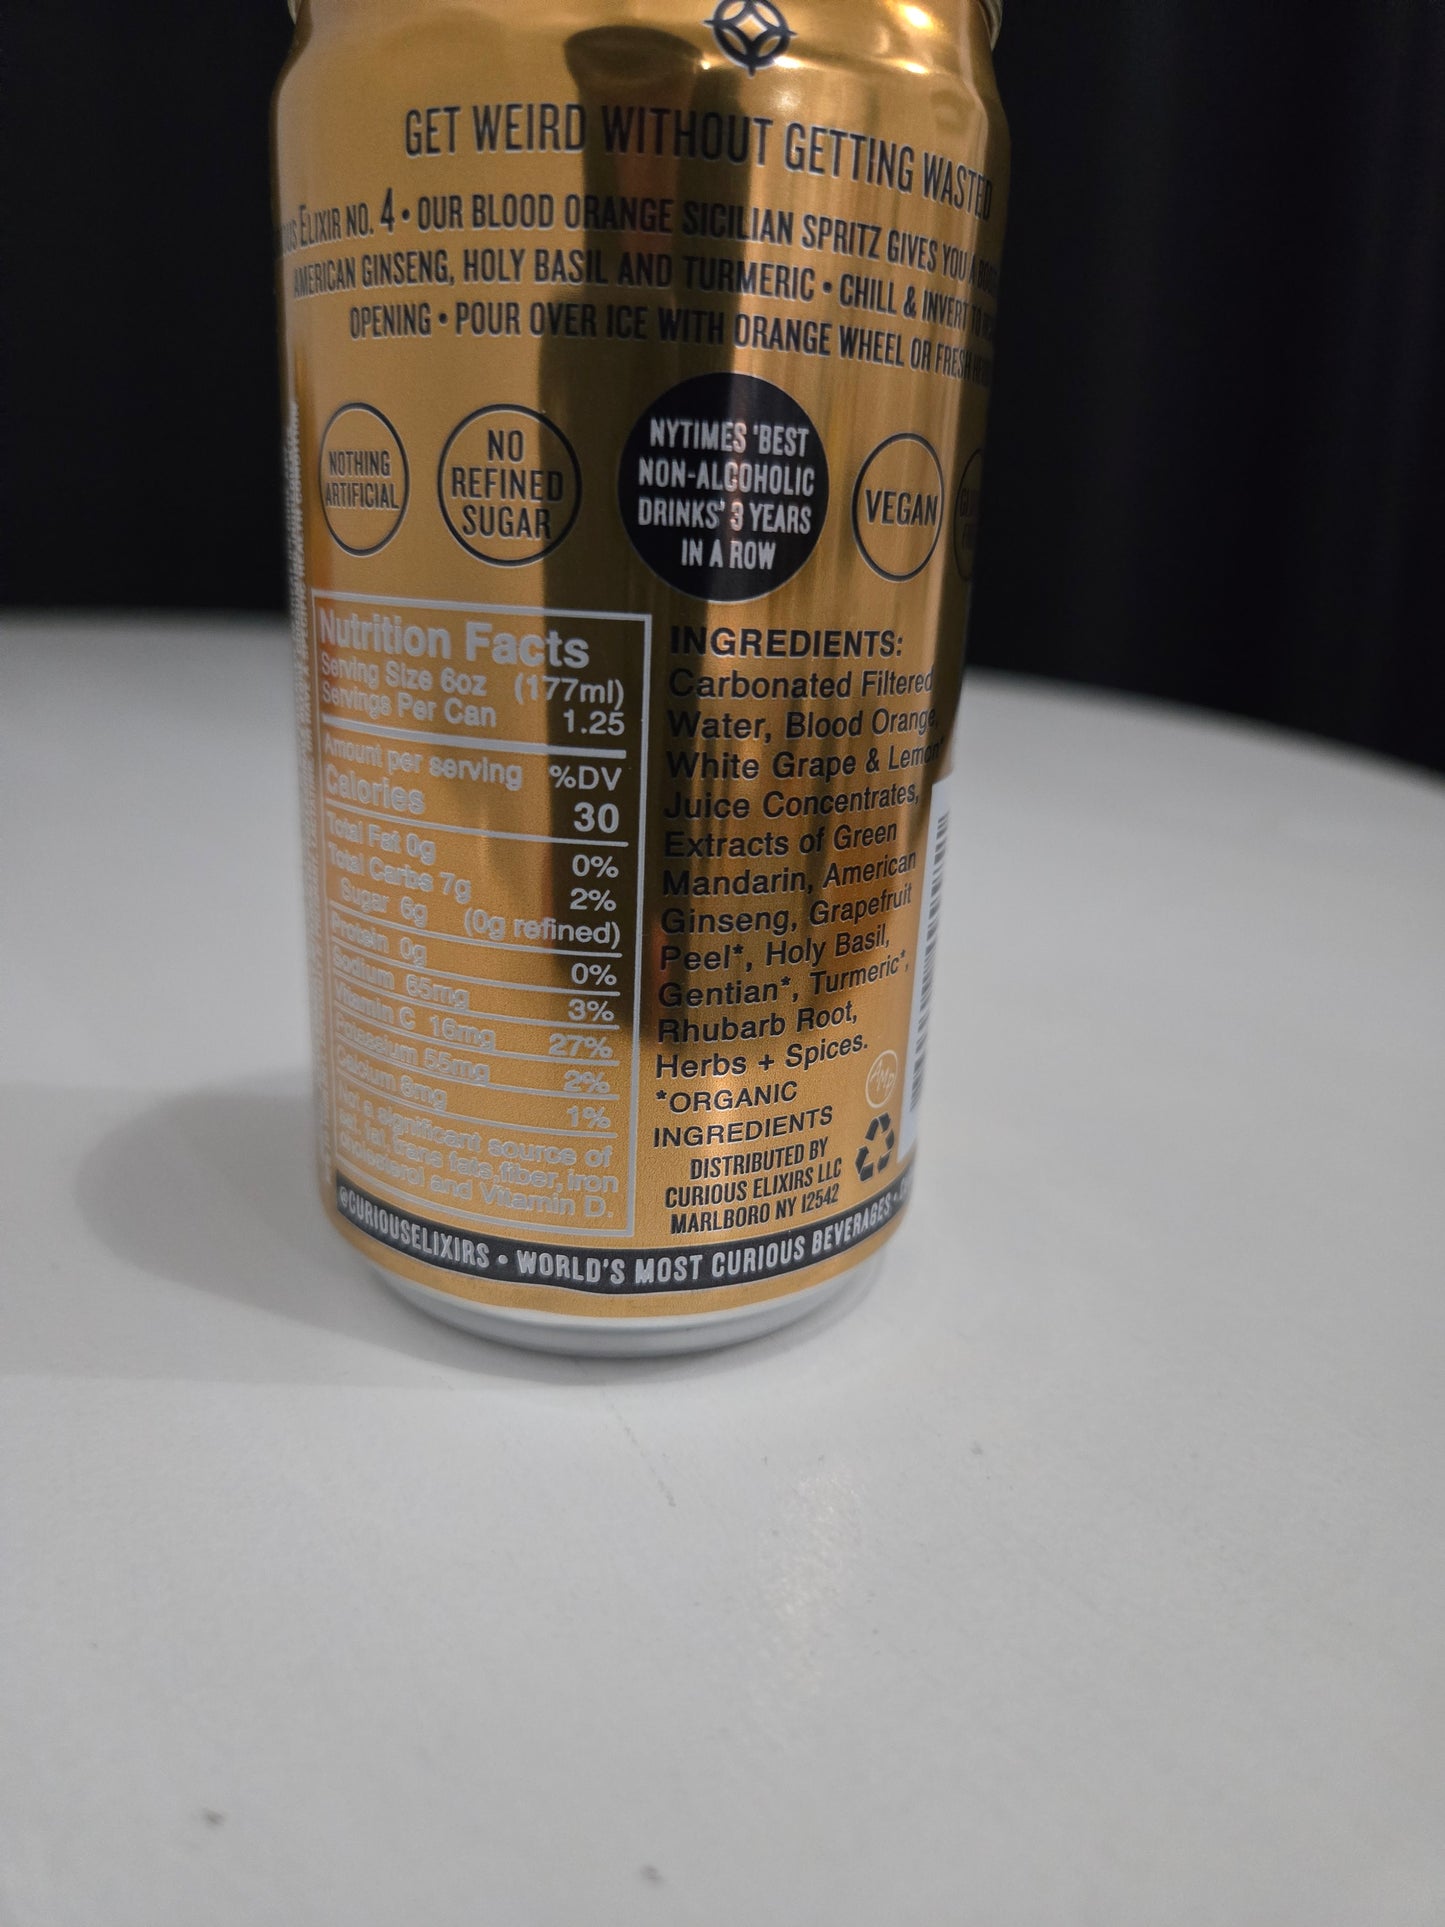 GET WEIRD WITHOUT GETTING WASTED
ELIXIR NO. 4 • OUR BLOOD ORANGE SICILIAN SPRITZ GIVES YOU A
AMERICAN GINSENG, HOLY BASIL AND TURMERIC • CHILL & INVERT TO
OPENING • POUR OVER ICE WITH ORANGE WHEEL OR FRESH
NOTHING
ARTIFICIAL
NO
REFINED
SUGAR
NYTIMES 'BEST
NON-ALCOHOLIC
DRINKS' 3 YEARS
IN A ROW
VEGAN
Nutrition Facts
Serving Size 6oz (177ml)
Servings Per Can 1.25
Amount per serving %DV
Calories 30
Total Fat 0g 0%
Total Carbs 7g 2%
Sugar 6g (0g refined)
Protein 0g 0%
Sodium 65mg 3%
Vitamin C 16mg 27%
Potassium 55mg 2%
Calcium 8mg 1%
Not a significant source of
sat. fat, trans fats, fiber, iron
cholesterol and Vitamin D.
INGREDIENTS:
Carbonated Filtered
Water, Blood Orange,
White Grape & Lemon*
Juice Concentrates,
Extracts of Green
Mandarin, American
Ginseng, Grapefruit
Peel*, Holy Basil,
Gentian*, Turmeric*,
Rhubarb Root,
Herbs + Spices.
*ORGANIC
INGREDIENTS
DISTRIBUTED BY
CURIOUS ELIXIRS LLC
MARLBORO NY 12542
@CURIOUSELIXIRS • WORLD'S MOST CURIOUS BEVERAGES •